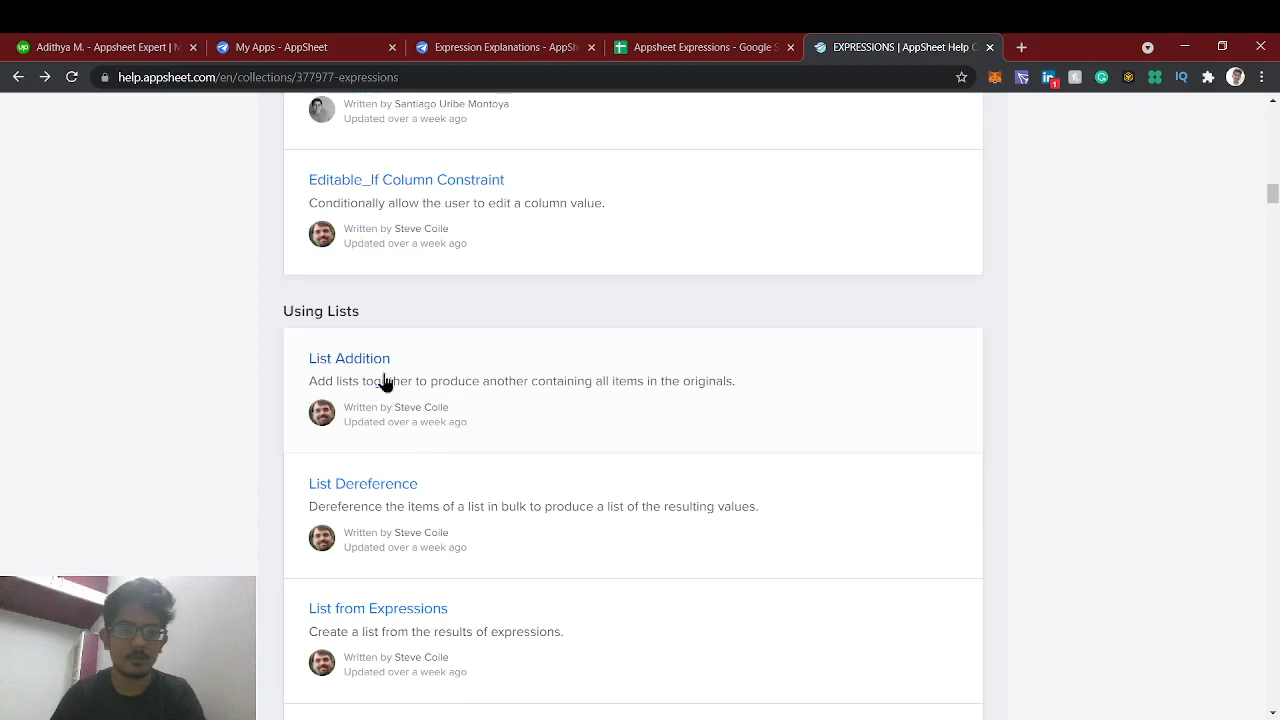 Adithya M. - Appsheet Expert | M
My Apps - AppSheet
Expression Explanations - AppSh
Appsheet Expressions - Google S
EXPRESSIONS | AppSheet Help C
help.appsheet.com/en/collections/377977-expressions
1
Written by Santiago Uribe Montoya
Updated over a week ago
Editable_If Column Constraint
Conditionally allow the user to edit a column value.
Written by Steve Coile
Updated over a week ago
Using Lists
List Addition
Add lists together to produce another containing all items in the originals.
Written by Steve Coile
Updated over a week ago
List Dereference
Dereference the items of a list in bulk to produce a list of the resulting values.
Written by Steve Coile
Updated over a week ago
List from Expressions
Create a list from the results of expressions.
Written by Steve Coile
Updated over a week ago